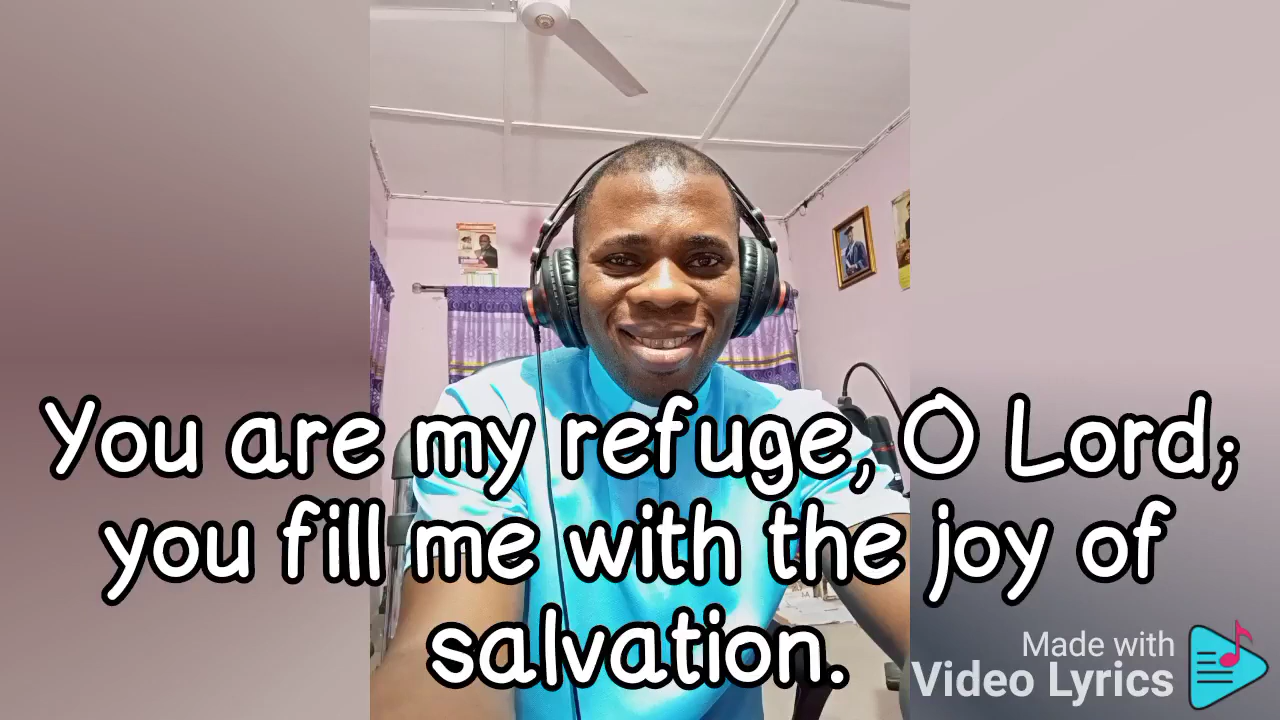 You are my refuge, O Lord;
you fill me with the joy of
salvation.
Made with
Video Lyrics